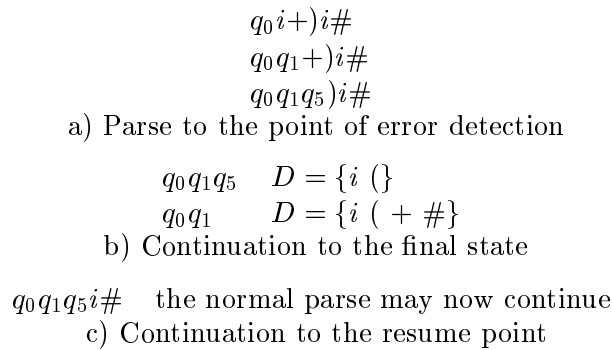 q₀i+)i#
q₀q₁+)i#
q₀q₁q₅)i#
a) Parse to the point of error detection
q₀q₁q₅ D = {i (}
q₀q₁ D = {i ( + #}
b) Continuation to the final state
q₀q₁q₅i# the normal parse may now continue
c) Continuation to the resume point